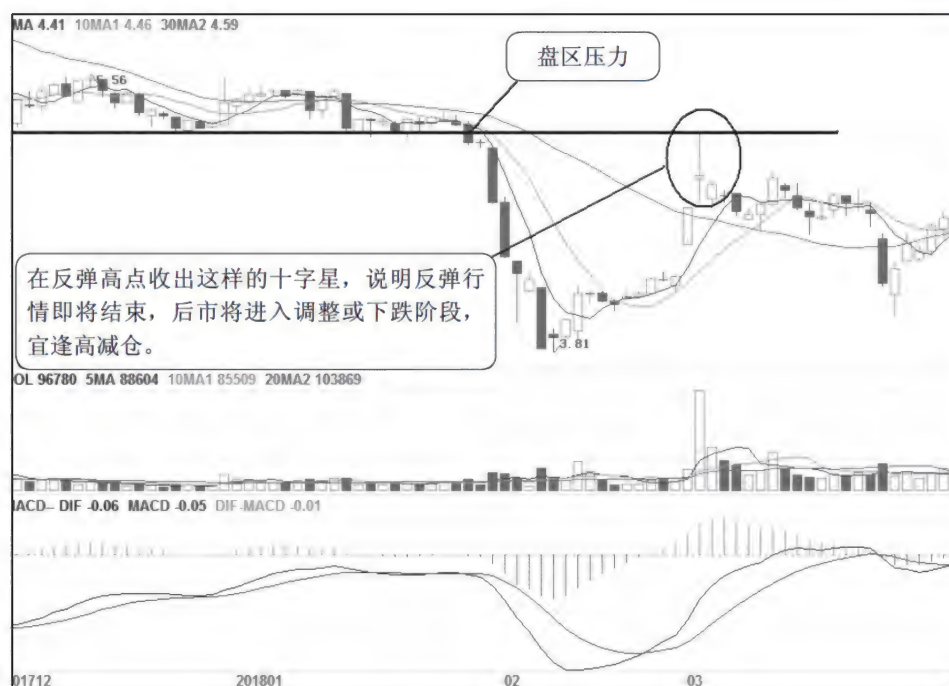 MA 4.41 10MA1 4.46 30MA2 4.59
盘区压力
5.56
在反弹高点收出这样的十字星，说明反弹行
情即将结束，后市将进入调整或下跌阶段，
宜逢高减仓。
3.81
OL 96780 5MA 88604 10MA1 85509 20MA2 103869
MACD– DIF -0.06 MACD -0.05 DIF-MACD -0.01
01712 201801 02 03